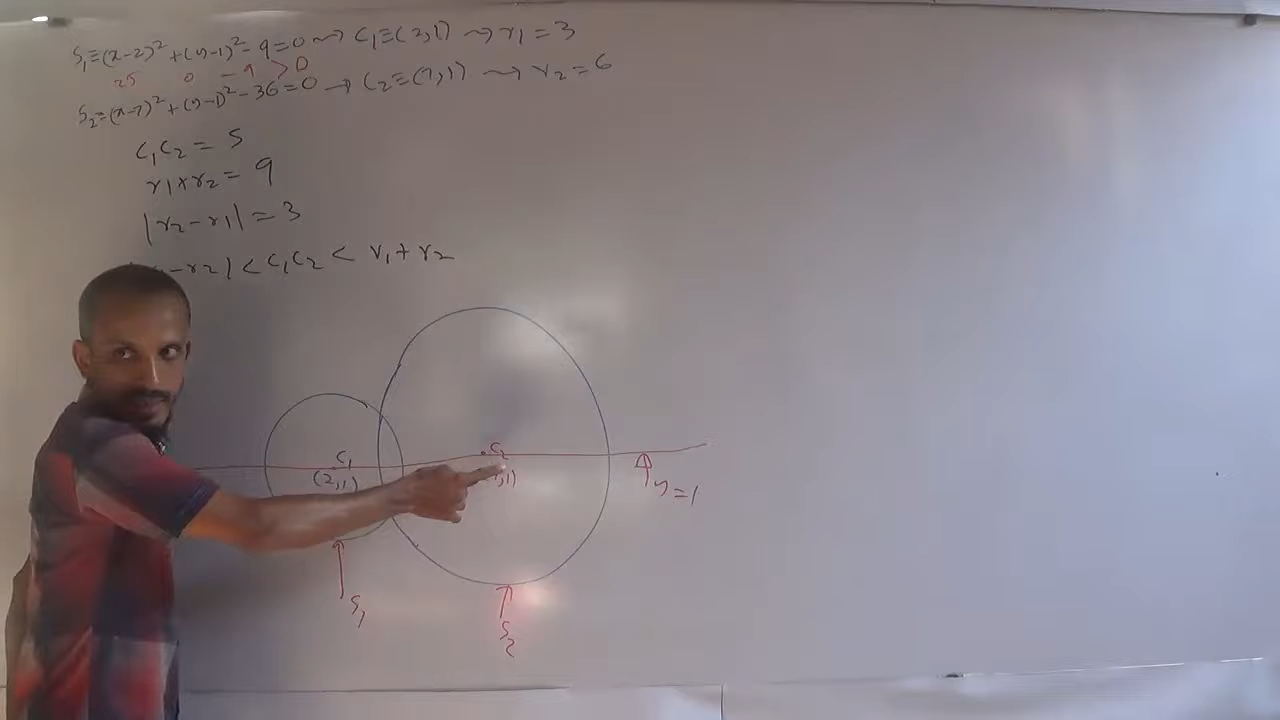 S₁≡(x-2)²+(y-1)²-9=0 ⇝ C₁≡(2,1) ⇝ r₁=3
25 0 -9 >0
S₂≡(x-7)²+(y-1)²-36=0 → C₂≡(7,1) ⇝ r₂=6
C₁C₂ = 5
r₁+r₂ = 9
|r₂-r₁| = 3
-r₂| < C₁C₂ < r₁+r₂
C₁
C₂
(2,1)
,1)
y=1
S₁
S₂